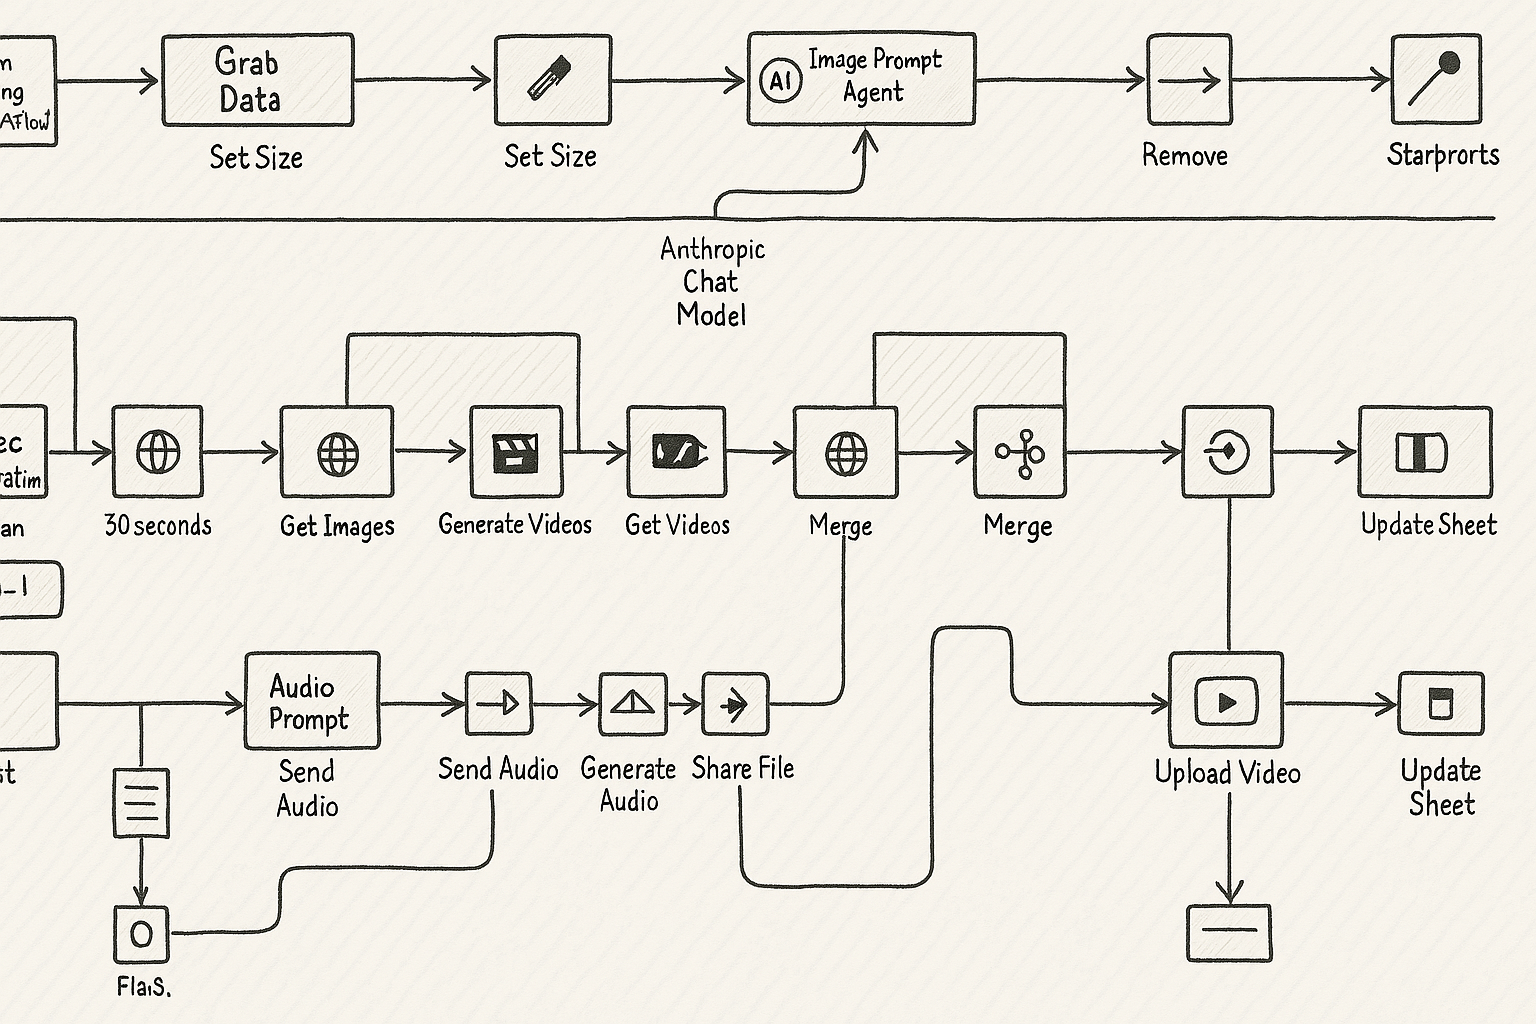 m
ng
AFlow
Grab
Data
Set Size
Set Size
AI
Image Prompt
Agent
Remove
Starprorts
Anthropic
Chat
Model
ec
ratim
an
30 seconds
Get Images
Generate Videos
Get Videos
Merge
Merge
Update Sheet
-1
st
Audio
Prompt
Send
Audio
Send Audio
Generate
Audio
Share File
Upload Video
Update
Sheet
O